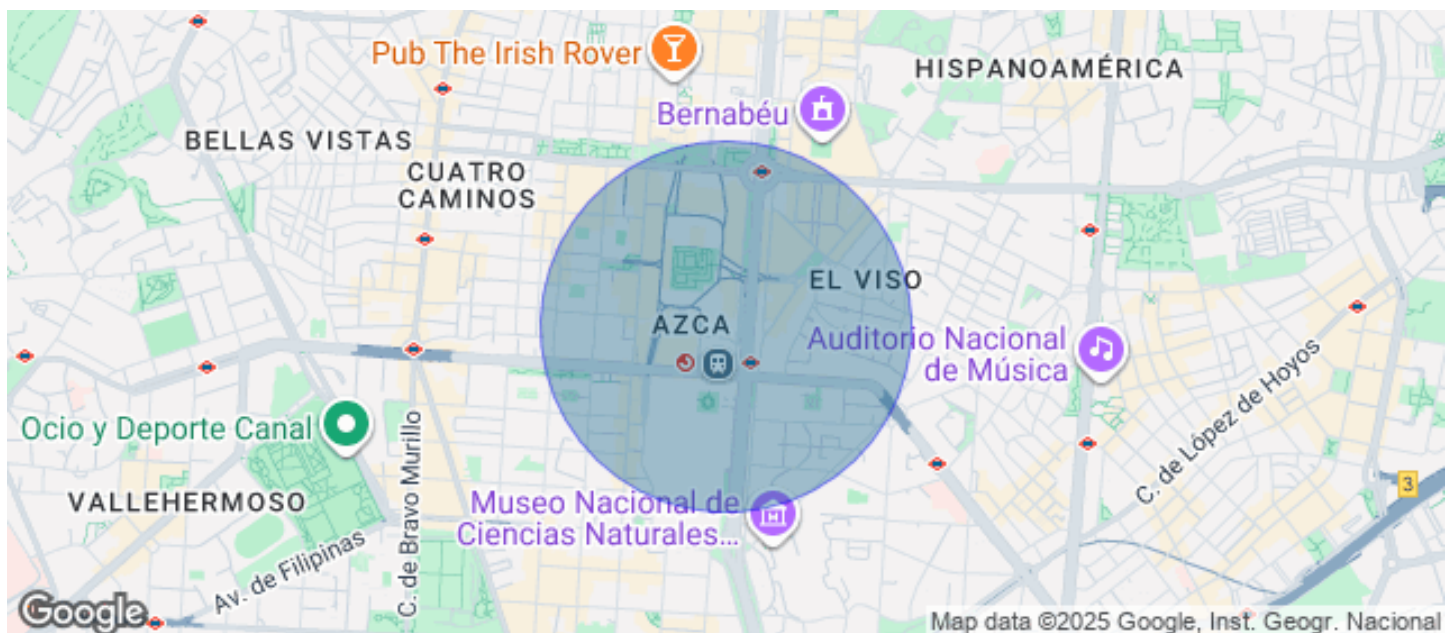 Pub The Irish Rover
HISPANOAMÉRICA
Bernabéu
BELLAS VISTAS
CUATRO
CAMINOS
EL VISO
AZCA
Auditorio Nacional
de Música
Ocio y Deporte Canal
C. de Bravo Murillo
C. de López de Hoyos
3
VALLEHERMOSO
Museo Nacional de
Ciencias Naturales...
Av. de Filipinas
Google
Map data ©2025 Google, Inst. Geogr. Nacional